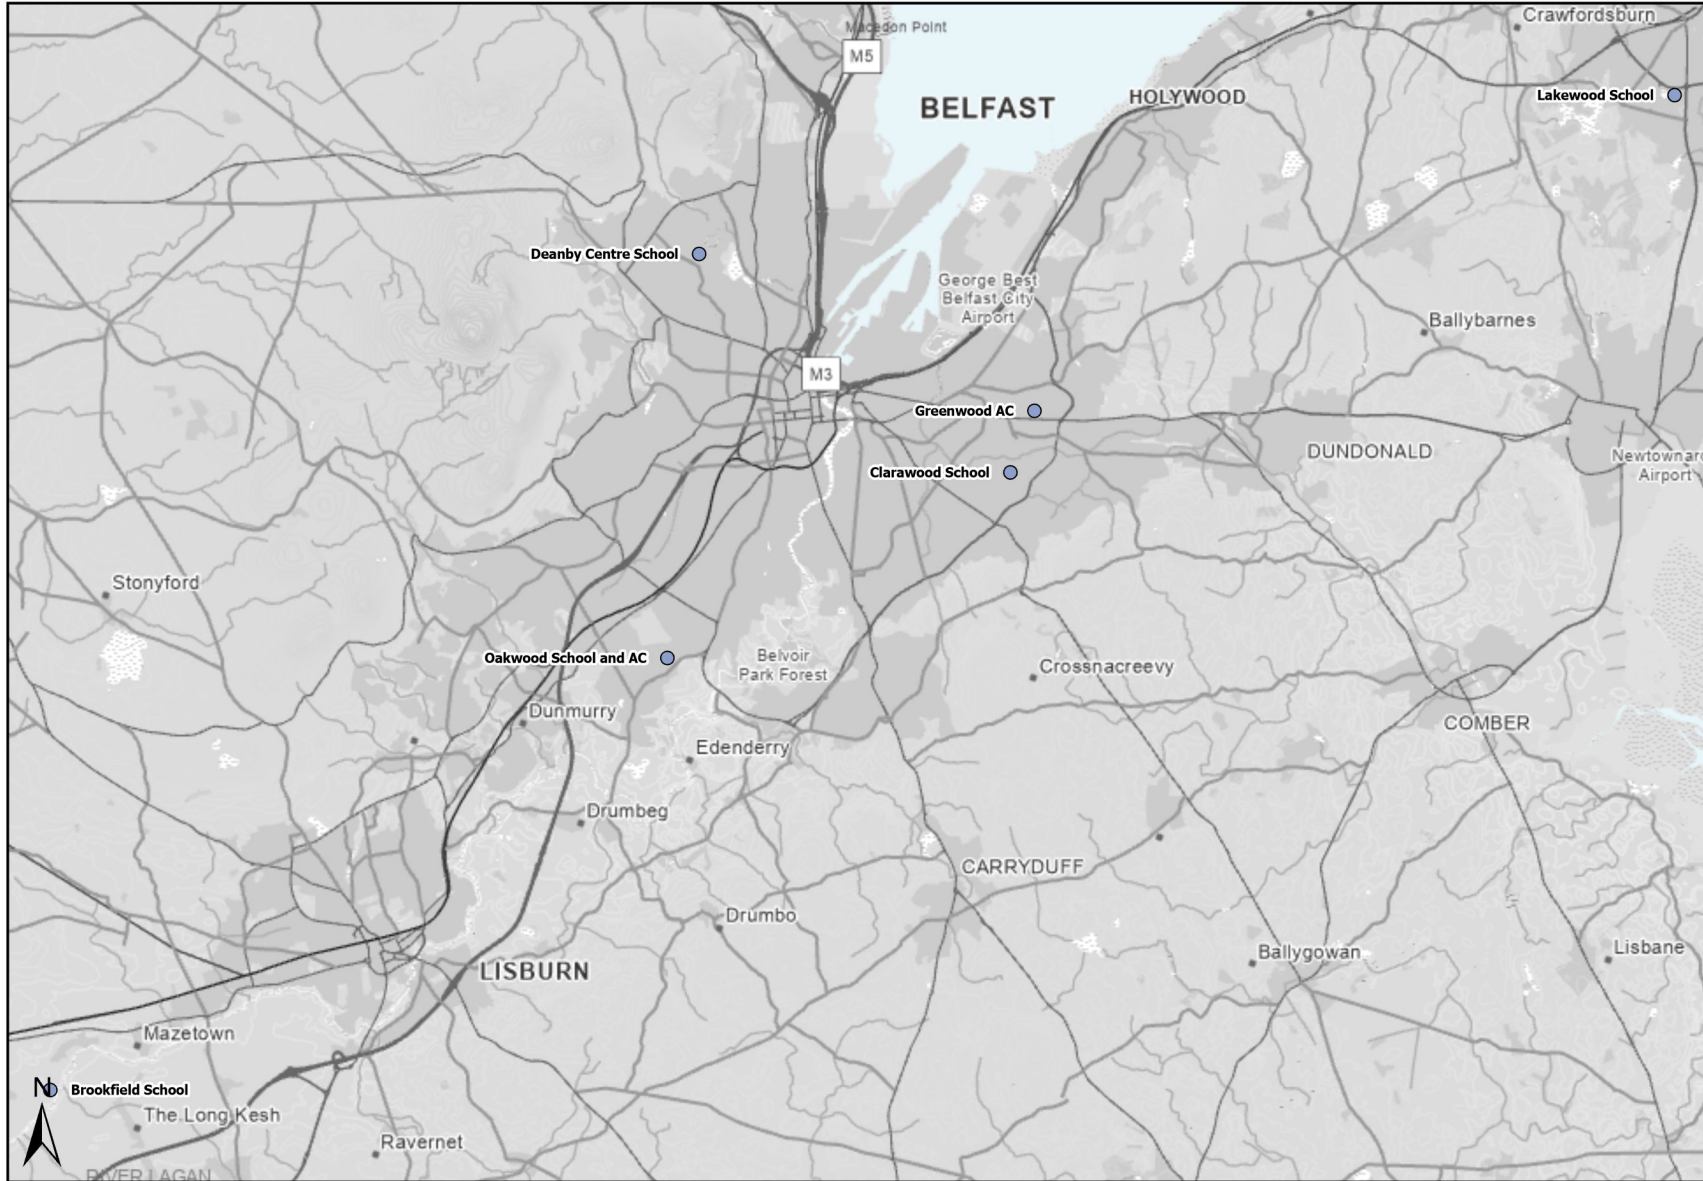 Macedon Point
M5
Crawfordsburn
BELFAST
HOLYWOOD
Lakewood School
Deanby Centre School
George Best
Belfast City
Airport
Ballybarnes
M3
Greenwood AC
DUNDONALD
Clarawood School
Newtownard
Airport
Stonyford
Oakwood School and AC
Belvoir
Park Forest
Crossnacreevy
Dunmurry
COMBER
Edenderry
Drumbeg
CARRYDUFF
Drumbo
Ballygowan
Lisbane
LISBURN
Mazetown
N
Brookfield School
The Long Kesh
Ravernet
RIVER LAGAN